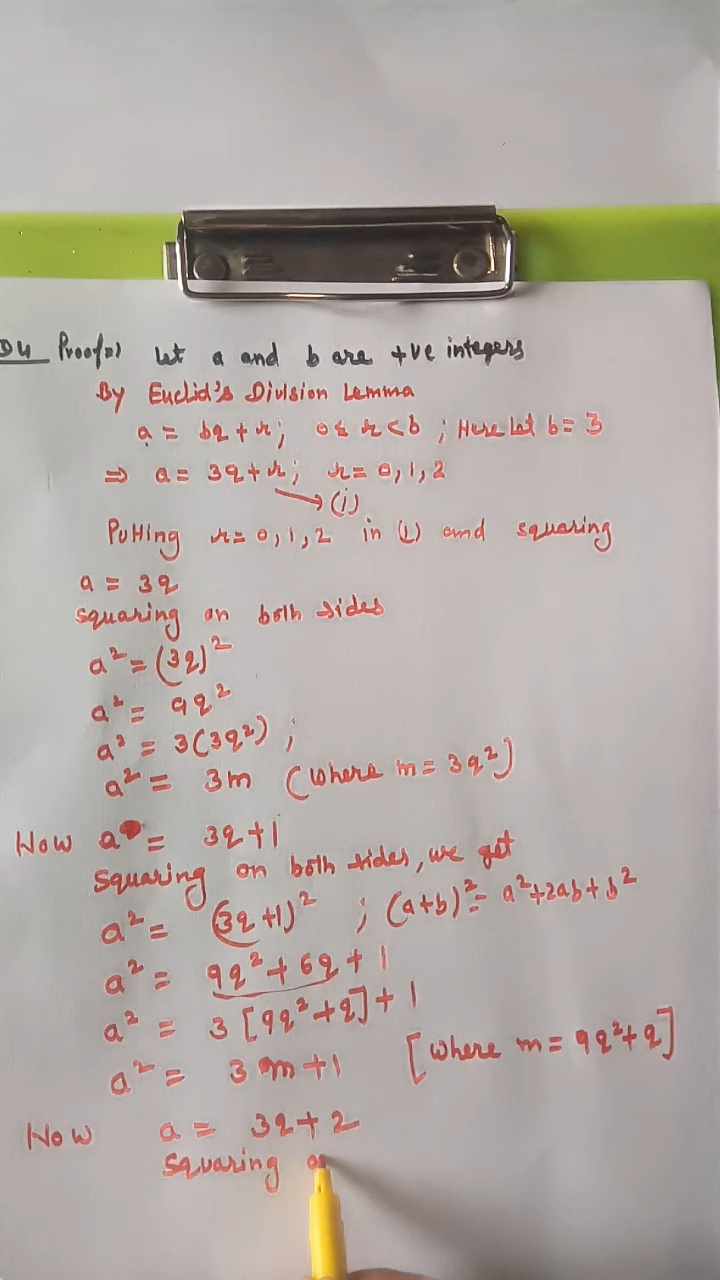 By Euclid's Division Lemma
Proof:) Let a and b are +ve integers
a = bq + r; 0 ≤ r < b ; Here let b = 3
⇒ a = 3q + r; r = 0, 1, 2
→ (i)
Putting r = 0, 1, 2 in (i) and squaring
a = 3q
squaring on both sides
a² = (3q)²
a² = 9q²
a² = 3(3q²) ;
a² = 3m (where m = 3q²)
Now a = 3q + 1
Squaring on both sides, we get
a² = (3q + 1)² ; (a+b)² = a² + 2ab + b²
a² = 9q² + 6q + 1
a² = 3[9q² + q] + 1
a² = 3m + 1 [where m = 9q² + q]
Now a = 3q + 2
Squaring